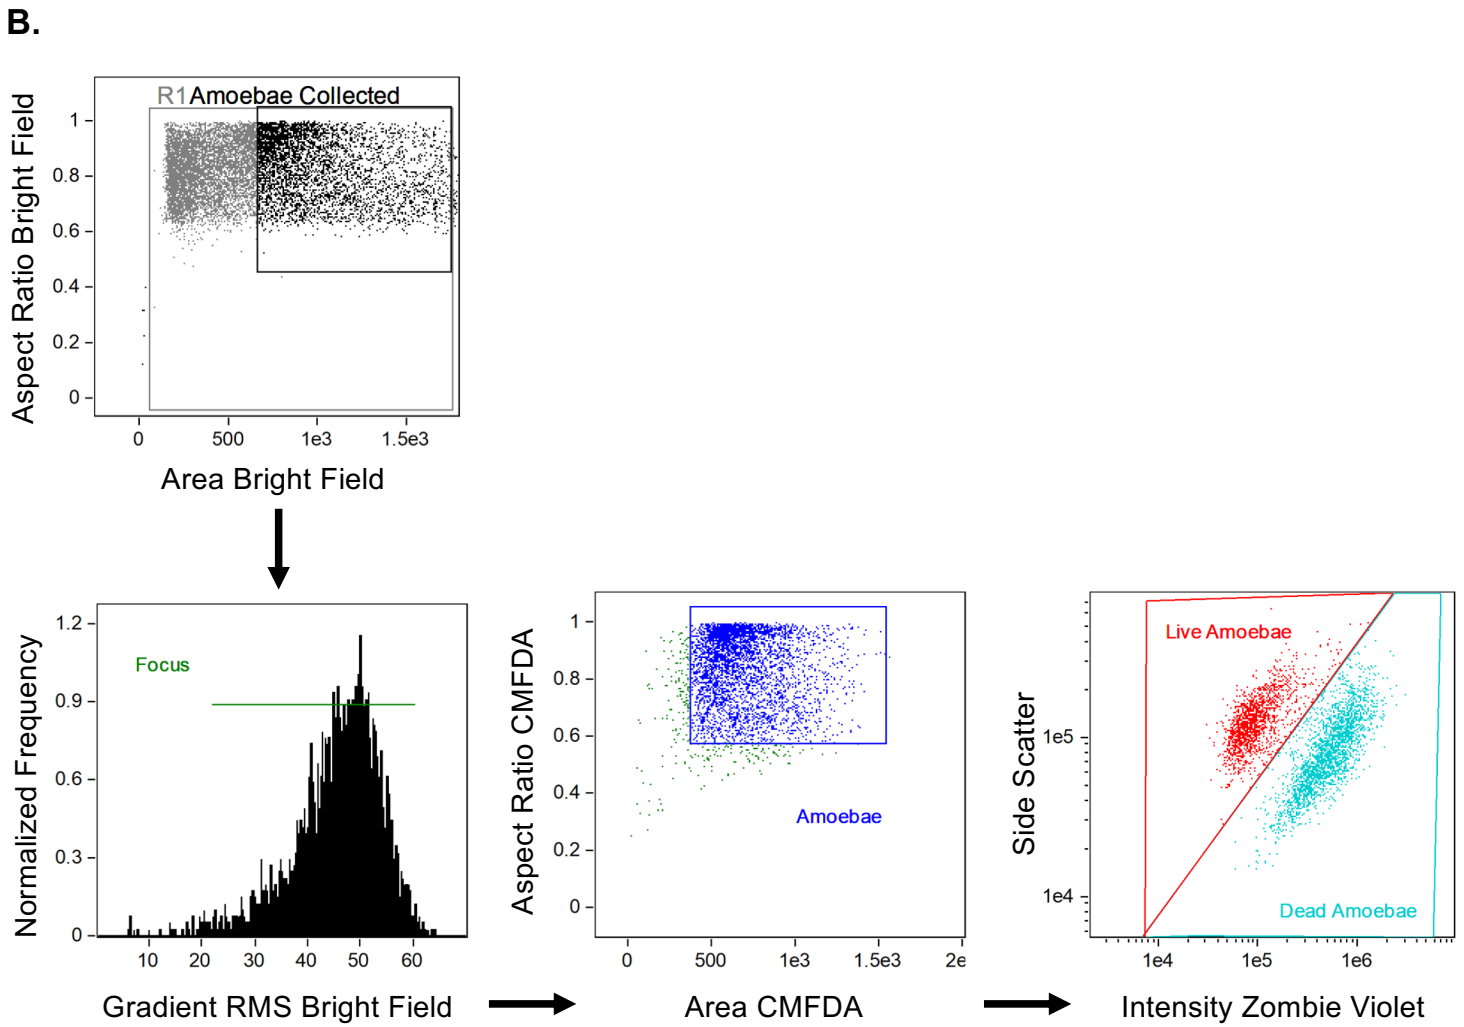 B.
R1 Amoebae Collected
Aspect Ratio Bright Field
1
0.8
0.6
0.4
0.2
0
0 500 1e3 1.5e3
Area Bright Field
Focus
Normalized Frequency
1.2
0.9
0.6
0.3
0
10 20 30 40 50 60
Gradient RMS Bright Field
Aspect Ratio CMFDA
1
0.8
0.6
0.4
0.2
0
Amoebae
0 500 1e3 1.5e3 2e
Area CMFDA
Side Scatter
1e5
1e4
Live Amoebae
Dead Amoebae
1e4 1e5 1e6
Intensity Zombie Violet